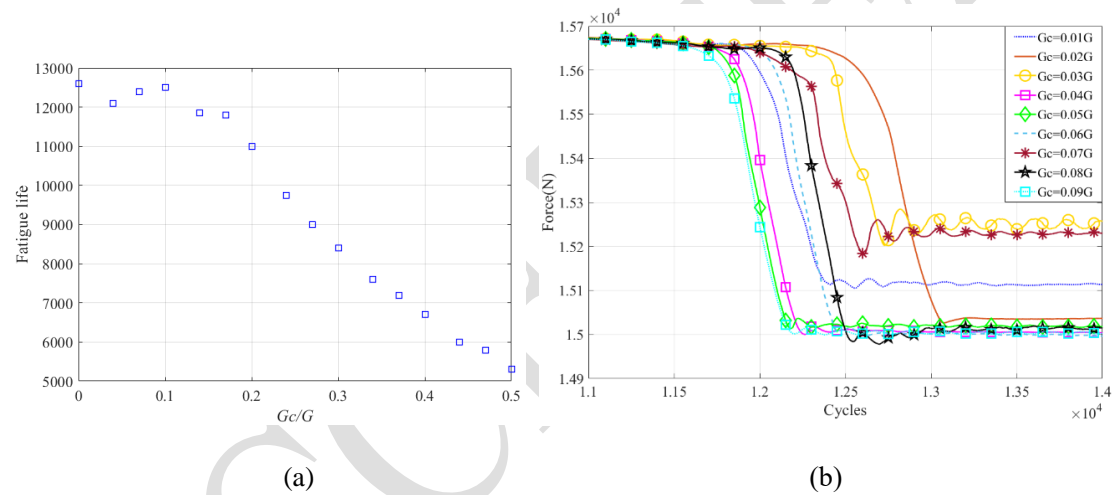 13000
12000
11000
10000
9000
8000
7000
6000
5000
Fatigue life
0
0.1
0.2
0.3
0.4
0.5
Gc/G
(a)
×10⁴
1.57
1.56
1.55
1.54
1.53
1.52
1.51
1.5
1.49
Force(N)
Gc=0.01G
Gc=0.02G
Gc=0.03G
Gc=0.04G
Gc=0.05G
Gc=0.06G
Gc=0.07G
Gc=0.08G
Gc=0.09G
1.1
1.15
1.2
1.25
1.3
1.35
1.4
Cycles
×10⁴
(b)